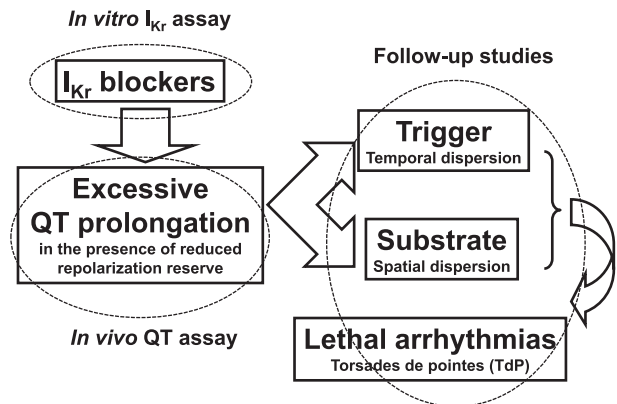 In vitro IKr assay
IKr blockers
Excessive
QT prolongation
in the presence of reduced
repolarization reserve
In vivo QT assay
Follow-up studies
Trigger
Temporal dispersion
Substrate
Spatial dispersion
Lethal arrhythmias
Torsades de pointes (TdP)